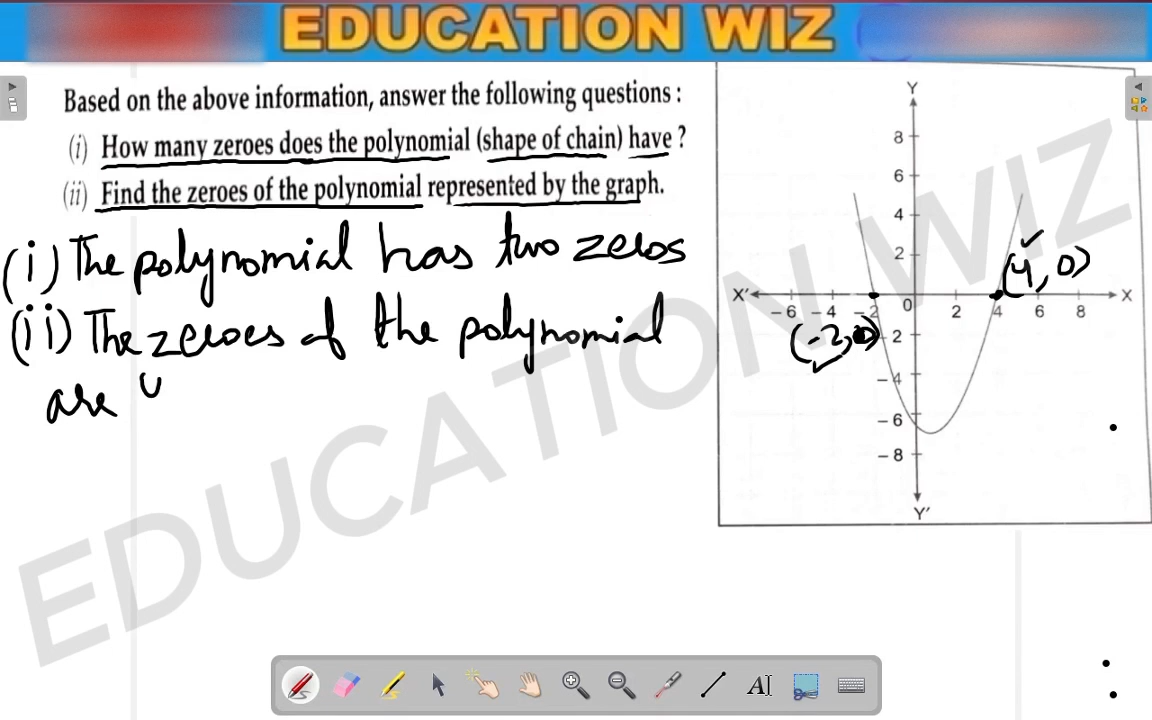 EDUCATION WIZ
Based on the above information, answer the following questions :
(i) How many zeroes does the polynomial (shape of chain) have ?
(ii) Find the zeroes of the polynomial represented by the graph.
(i) The polynomial has two zeros
(ii) The zeroes of the polynomial
are
Y
8
6
4
2
(4, 0)
X' -6 -4 -2 0 2 4 6 8 X
(-2, 0)
-2
-4
-6
-8
Y'
EDUCATION WIZ
AI